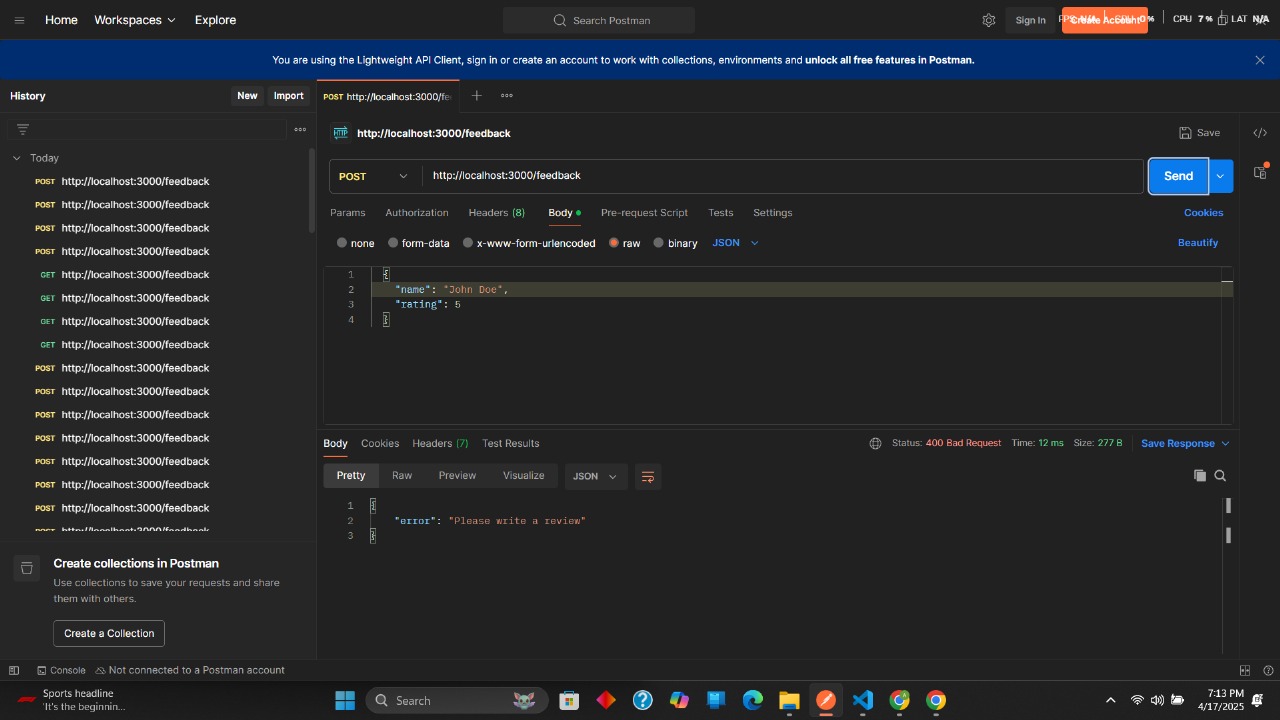 Home Workspaces Explore Search Postman Sign In Create Account FPS N/A GPU 0% CPU 7% LAT N/A
You are using the Lightweight API Client, sign in or create an account to work with collections, environments and unlock all free features in Postman.
History New Import POST http://localhost:3000/fe
HTTP http://localhost:3000/feedback Save
Today
POST http://localhost:3000/feedback
POST http://localhost:3000/feedback
POST http://localhost:3000/feedback
POST http://localhost:3000/feedback
GET http://localhost:3000/feedback
GET http://localhost:3000/feedback
GET http://localhost:3000/feedback
GET http://localhost:3000/feedback
POST http://localhost:3000/feedback
POST http://localhost:3000/feedback
POST http://localhost:3000/feedback
POST http://localhost:3000/feedback
POST http://localhost:3000/feedback
POST http://localhost:3000/feedback
POST http://localhost:3000/feedback
POST http://localhost:3000/feedback
Create collections in Postman
Use collections to save your requests and share
them with others.
Create a Collection
POST http://localhost:3000/feedback Send
Params Authorization Headers (8) Body Pre-request Script Tests Settings Cookies
none form-data x-www-form-urlencoded raw binary JSON Beautify
1 {
2 "name": "John Doe",
3 "rating": 5
4 }
Body Cookies Headers (7) Test Results Status: 400 Bad Request Time: 12 ms Size: 277 B Save Response
Pretty Raw Preview Visualize JSON
1 {
2 "error": "Please write a review"
3 }
Console Not connected to a Postman account
Sports headline
'It's the beginnin...
Search
7:13 PM
4/17/2025